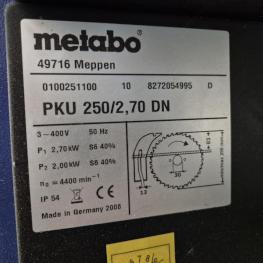 metabo
49716 Meppen
0100251100 10 8272054995 D
PKU 250/2,70 DN
3~400V 50 Hz
P₁ 2,70kW S6 40%
P₂ 2,00kW S6 40%
n₀ = 4400 min⁻¹
IP 54
Made in Germany 2008
30